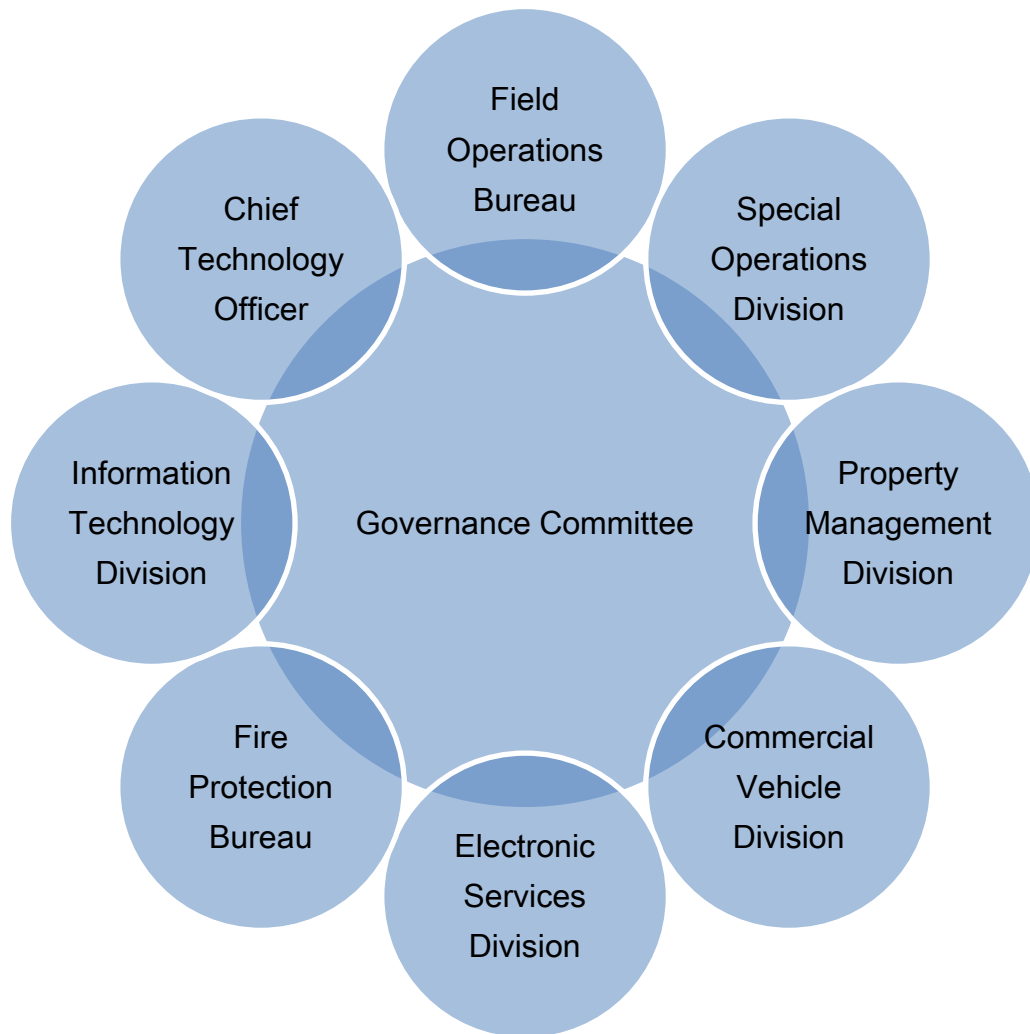 Field
Operations
Bureau
Special
Operations
Division
Property
Management
Division
Commercial
Vehicle
Division
Electronic
Services
Division
Fire
Protection
Bureau
Information
Technology
Division
Chief
Technology
Officer
Governance Committee